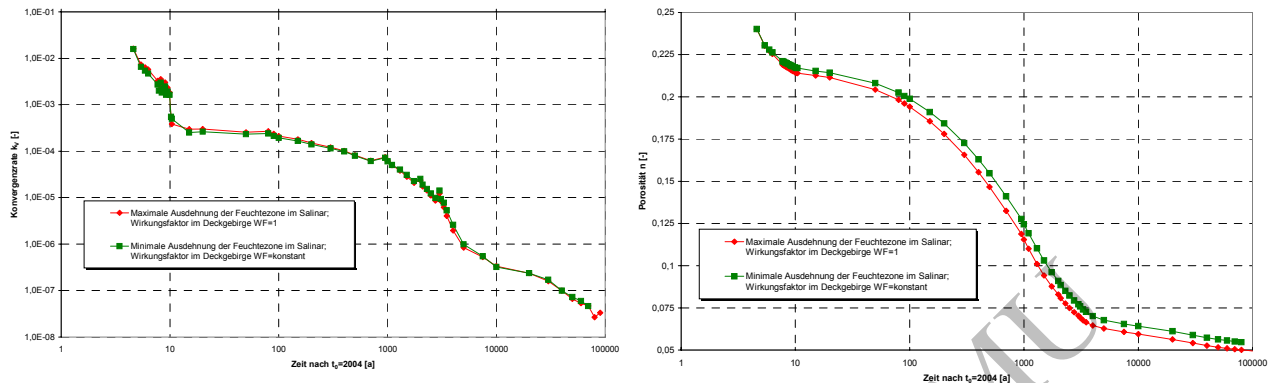 1,0E-01
1,0E-02
1,0E-03
1,0E-04
1,0E-05
1,0E-06
1,0E-07
1,0E-08
Konvergenzrate kv [-]
Maximale Ausdehnung der Feuchtezone im Salinar;
Wirkungsfaktor im Deckgebirge WF=1
Minimale Ausdehnung der Feuchtezone im Salinar;
Wirkungsfaktor im Deckgebirge WF=konstant
1 10 100 1000 10000 100000
Zeit nach t0=2004 [a]
0,25
0,225
0,2
0,175
0,15
0,125
0,1
0,075
0,05
Porosität n [-]
Maximale Ausdehnung der Feuchtezone im Salinar;
Wirkungsfaktor im Deckgebirge WF=1
Minimale Ausdehnung der Feuchtezone im Salinar;
Wirkungsfaktor im Deckgebirge WF=konstant
1 10 100 1000 10000 100000
Zeit nach t0=2004 [a]